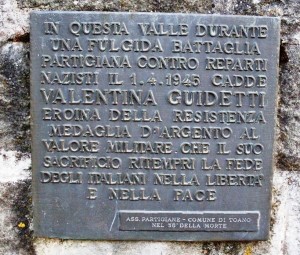 IN QUESTA VALLE DURANTE
UNA FULGIDA BATTAGLIA
PARTIGIANA CONTRO REPARTI
NAZISTI IL 1.4.1945 CADDE
VALENTINA GUIDETTI
EROINA DELLA RESISTENZA
MEDAGLIA D'ARGENTO AL
VALORE MILITARE. CHE IL SUO
SACRIFICIO RITEMPRI LA FEDE
DEGLI ITALIANI NELLA LIBERTA'
E NELLA PACE
ASS. PARTIGIANE - COMUNE DI TOANO
NEL 55° DELLA MORTE